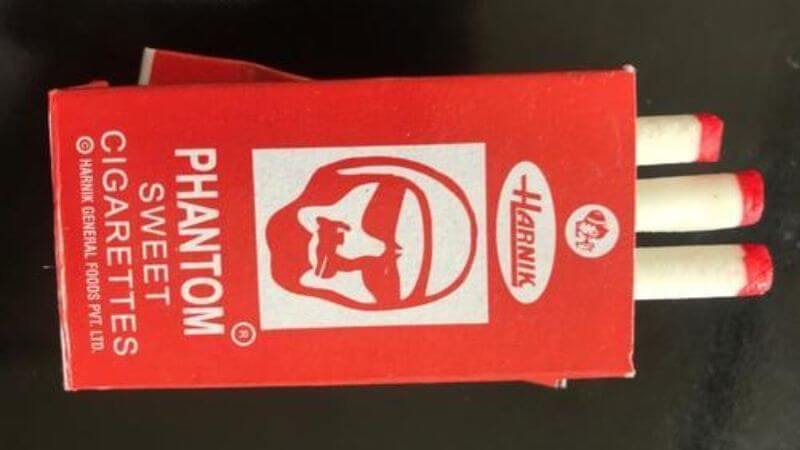 HARNIK
PHANTOM ®
SWEET
CIGARETTES
© HARNIK GENERAL FOODS PVT. LTD.